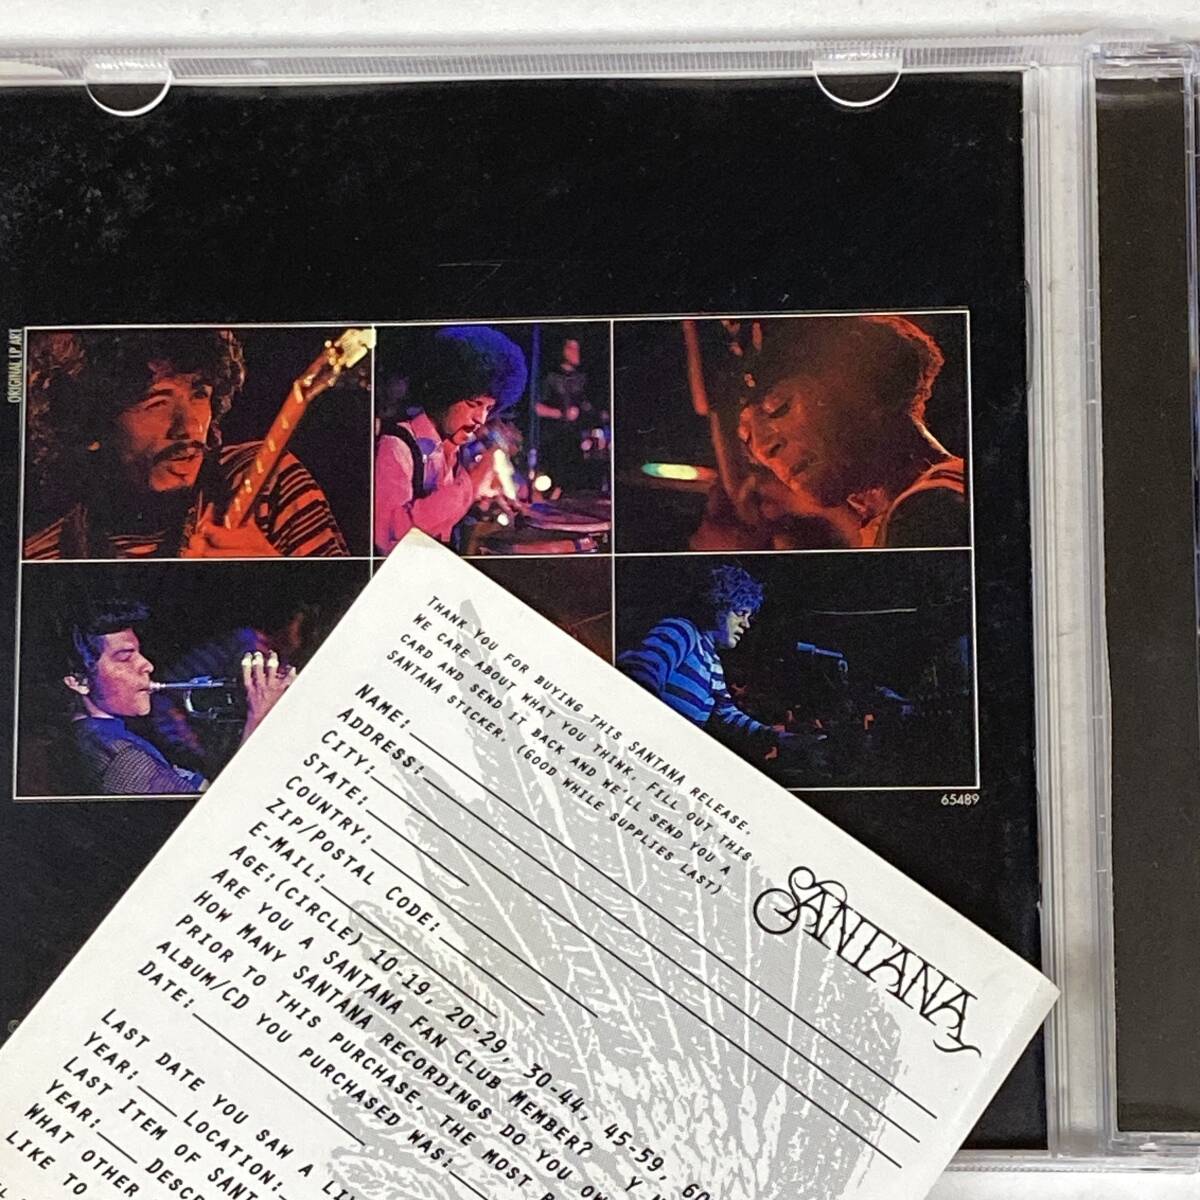 ORIGINAL LP ART
65489
THANK YOU FOR BUYING THIS SANTANA RELEASE.
WE CARE ABOUT WHAT YOU THINK. FILL OUT THIS
CARD AND SEND IT BACK AND WE'LL SEND YOU A
SANTANA STICKER. (GOOD WHILE SUPPLIES LAST)
SANTANA
NAME:
ADDRESS:
CITY:
STATE:
COUNTRY:
ZIP/POSTAL CODE:
E-MAIL:
AGE:(CIRCLE) 10-19, 20-29, 30-44, 45-59, 60
ARE YOU A SANTANA FAN CLUB MEMBER? Y
HOW MANY SANTANA RECORDINGS DO YOU
PRIOR TO THIS PURCHASE, THE MOST
ALBUM/CD YOU PURCHASED WAS:
DATE:
LAST DATE YOU SAW A
YEAR: LOCATION:
LAST ITEM OF
YEAR:
WHAT OTHER
LIKE TO